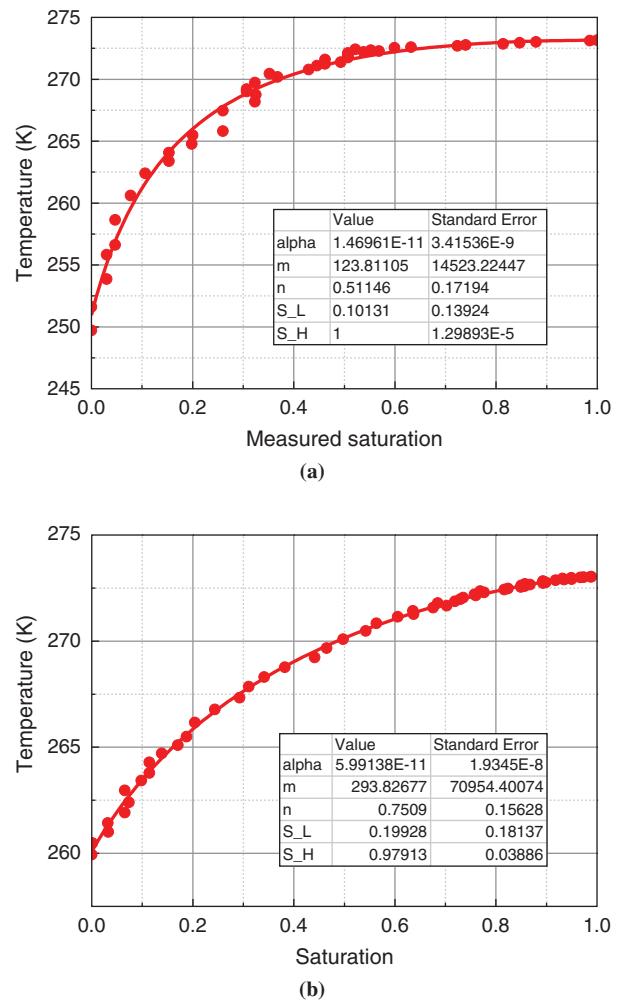 275
270
265
260
255
250
245
Temperature (K)
Value Standard Error
alpha 1.46961E-11 3.41536E-9
m 123.81105 14523.22447
n 0.51146 0.17194
S_L 0.10131 0.13924
S_H 1 1.29893E-5
0.0 0.2 0.4 0.6 0.8 1.0
Measured saturation
(a)
275
270
265
260
Temperature (K)
Value Standard Error
alpha 5.99138E-11 1.9345E-8
m 293.82677 70954.40074
n 0.7509 0.15628
S_L 0.19928 0.18137
S_H 0.97913 0.03886
0.0 0.2 0.4 0.6 0.8 1.0
Saturation
(b)